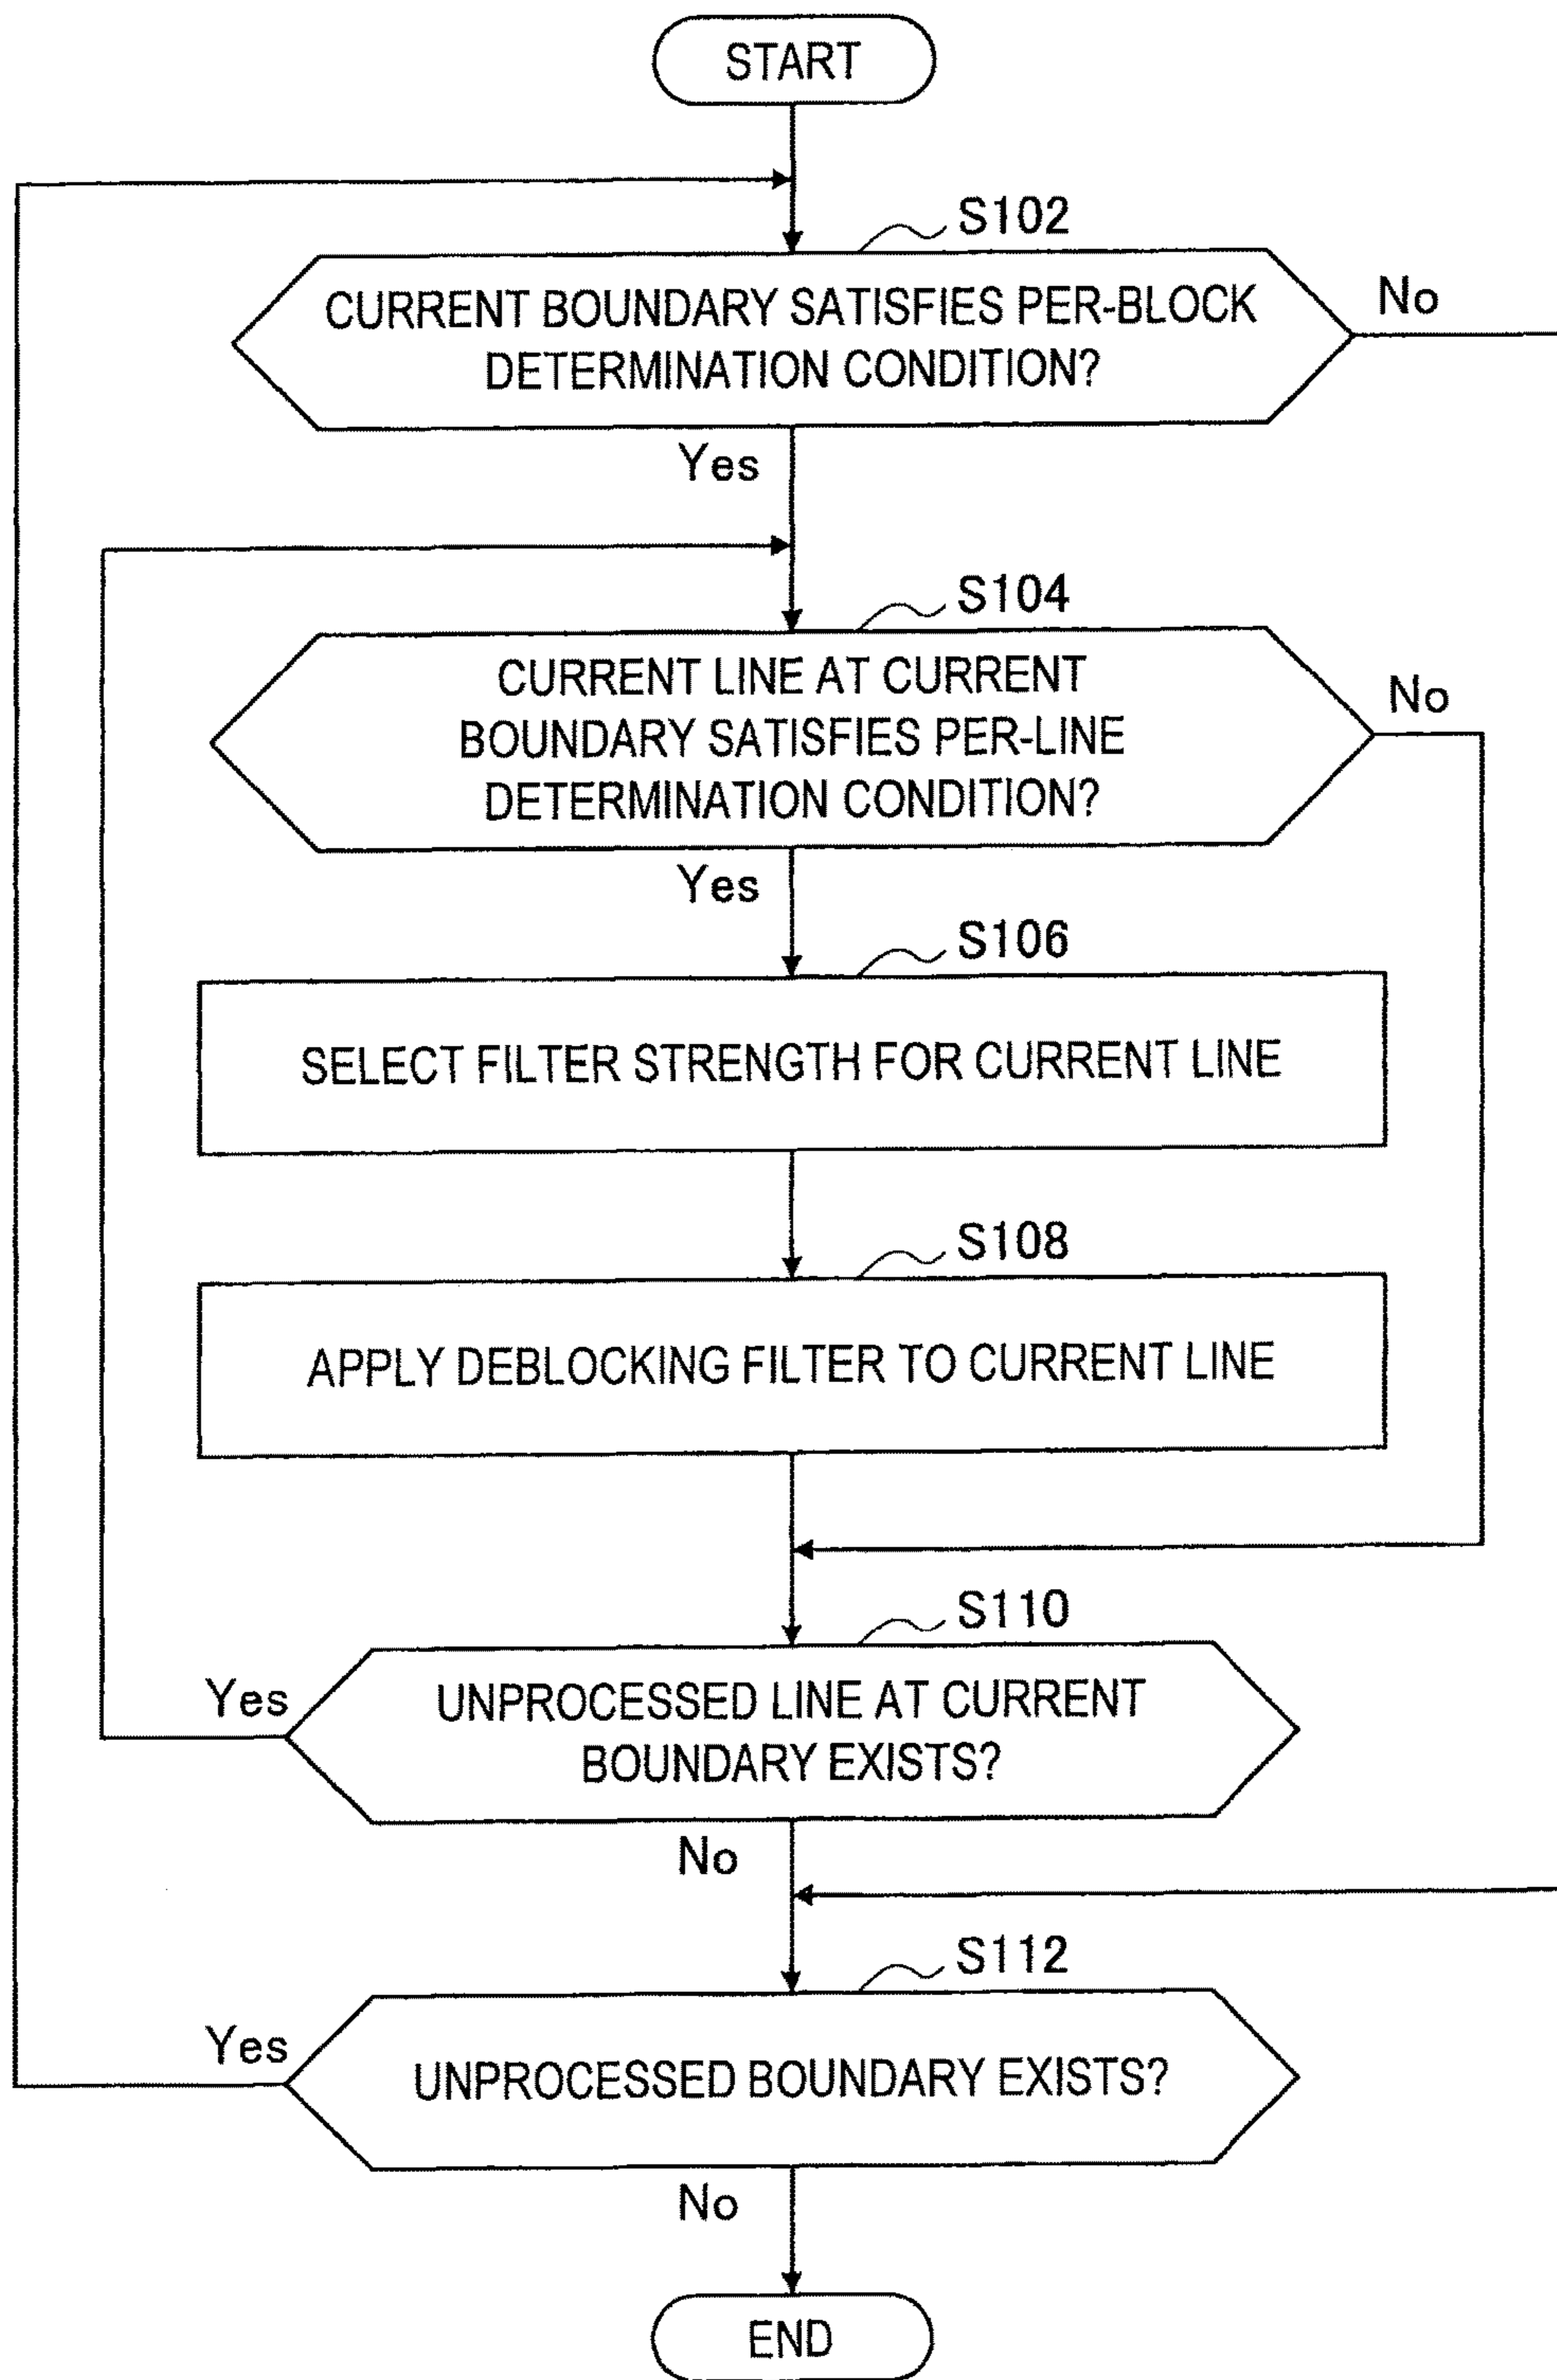 START
S102
CURRENT BOUNDARY SATISFIES PER-BLOCK
DETERMINATION CONDITION?
No
Yes
S104
CURRENT LINE AT CURRENT
BOUNDARY SATISFIES PER-LINE
DETERMINATION CONDITION?
No
Yes
S106
SELECT FILTER STRENGTH FOR CURRENT LINE
S108
APPLY DEBLOCKING FILTER TO CURRENT LINE
S110
Yes
UNPROCESSED LINE AT CURRENT
BOUNDARY EXISTS?
No
S112
Yes
UNPROCESSED BOUNDARY EXISTS?
No
END